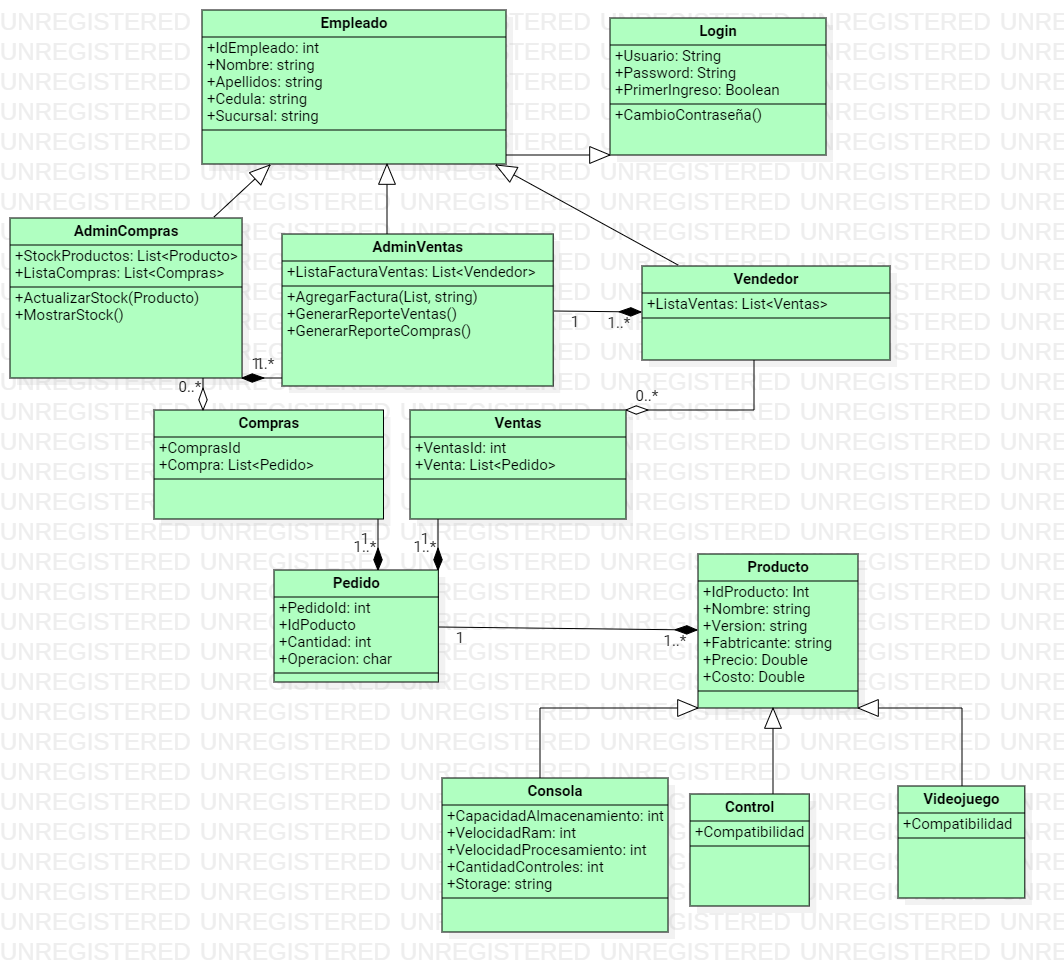 Empleado
+IdEmpleado: int
+Nombre: string
+Apellidos: string
+Cedula: string
+Sucursal: string
Login
+Usuario: String
+Password: String
+PrimerIngreso: Boolean
+CambioContraseña()
AdminCompras
+StockProductos: List<Producto>
+ListaCompras: List<Compras>
+ActualizarStock(Producto)
+MostrarStock()
AdminVentas
+ListaFacturaVentas: List<Vendedor>
+AgregarFactura(List, string)
+GenerarReporteVentas()
+GenerarReporteCompras()
Vendedor
+ListaVentas: List<Ventas>
1
1..*
1
1..*
0..*
0..*
Compras
+ComprasId
+Compra: List<Pedido>
Ventas
+VentasId: int
+Venta: List<Pedido>
1
1..*
1
1..*
Pedido
+PedidoId: int
+IdPoducto
+Cantidad: int
+Operacion: char
1
1..*
Producto
+IdProducto: Int
+Nombre: string
+Version: string
+Fabricante: string
+Precio: Double
+Costo: Double
Consola
+CapacidadAlmacenamiento: int
+VelocidadRam: int
+VelocidadProcesamiento: int
+CantidadControles: int
+Storage: string
Control
+Compatibilidad
Videojuego
+Compatibilidad
UNREGISTERED